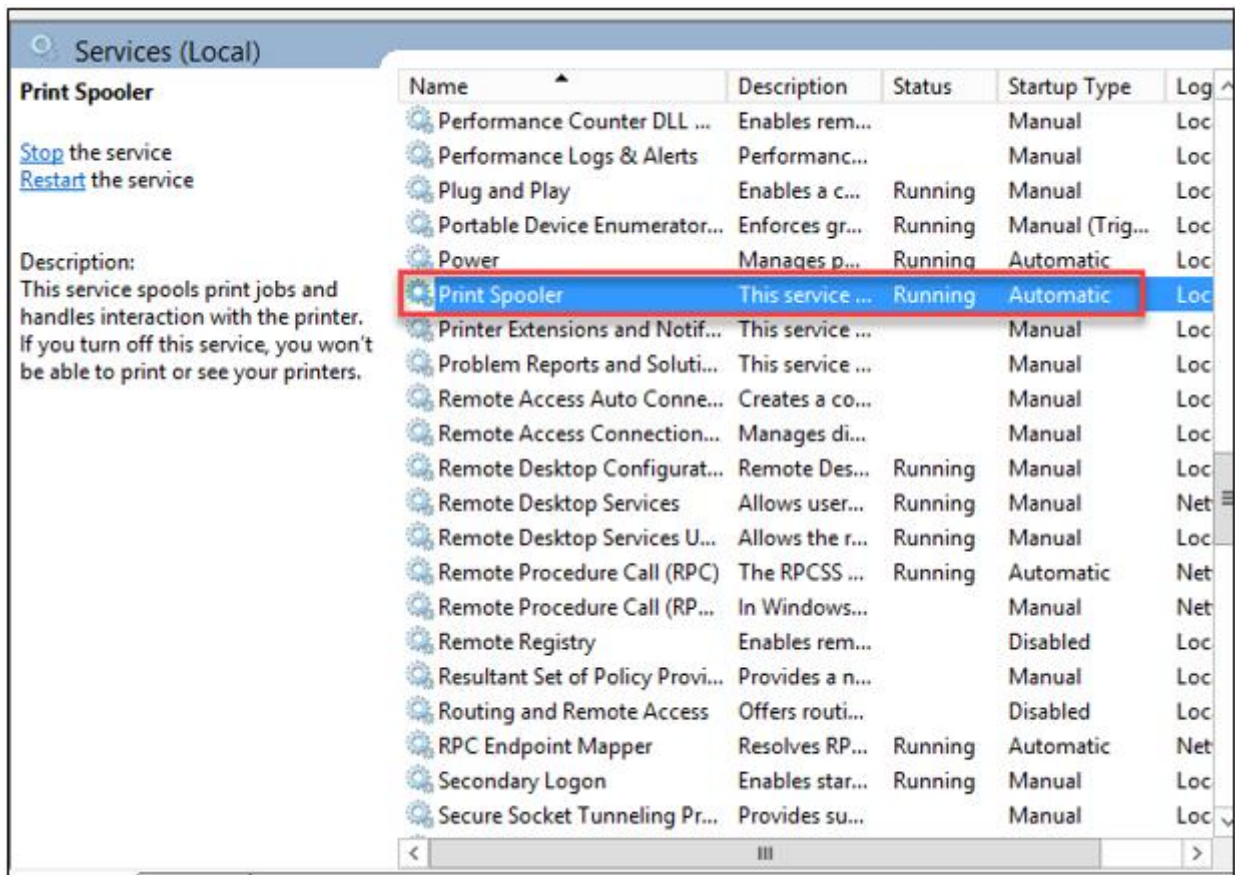 Services (Local)
Print Spooler
Stop the service
Restart the service
Description:
This service spools print jobs and
handles interaction with the printer.
If you turn off this service, you won't
be able to print or see your printers.
Name Description Status Startup Type Log
Performance Counter DLL ... Enables rem... Manual Loc
Performance Logs & Alerts Performanc... Manual Loc
Plug and Play Enables a c... Running Manual Loc
Portable Device Enumerator... Enforces gr... Running Manual (Trig... Loc
Power Manages p... Running Automatic Loc
Print Spooler This service ... Running Automatic Loc
Printer Extensions and Notif... This service ... Manual Loc
Problem Reports and Soluti... This service ... Manual Loc
Remote Access Auto Conne... Creates a co... Manual Loc
Remote Access Connection... Manages di... Manual Loc
Remote Desktop Configurat... Remote Des... Running Manual Loc
Remote Desktop Services Allows user... Running Manual Net
Remote Desktop Services U... Allows the r... Running Manual Loc
Remote Procedure Call (RPC) The RPCSS ... Running Automatic Net
Remote Procedure Call (RP... In Windows... Manual Net
Remote Registry Enables rem... Disabled Loc
Resultant Set of Policy Provi... Provides a n... Manual Loc
Routing and Remote Access Offers routi... Disabled Loc
RPC Endpoint Mapper Resolves RP... Running Automatic Net
Secondary Logon Enables star... Running Manual Loc
Secure Socket Tunneling Pr... Provides su... Manual Loc